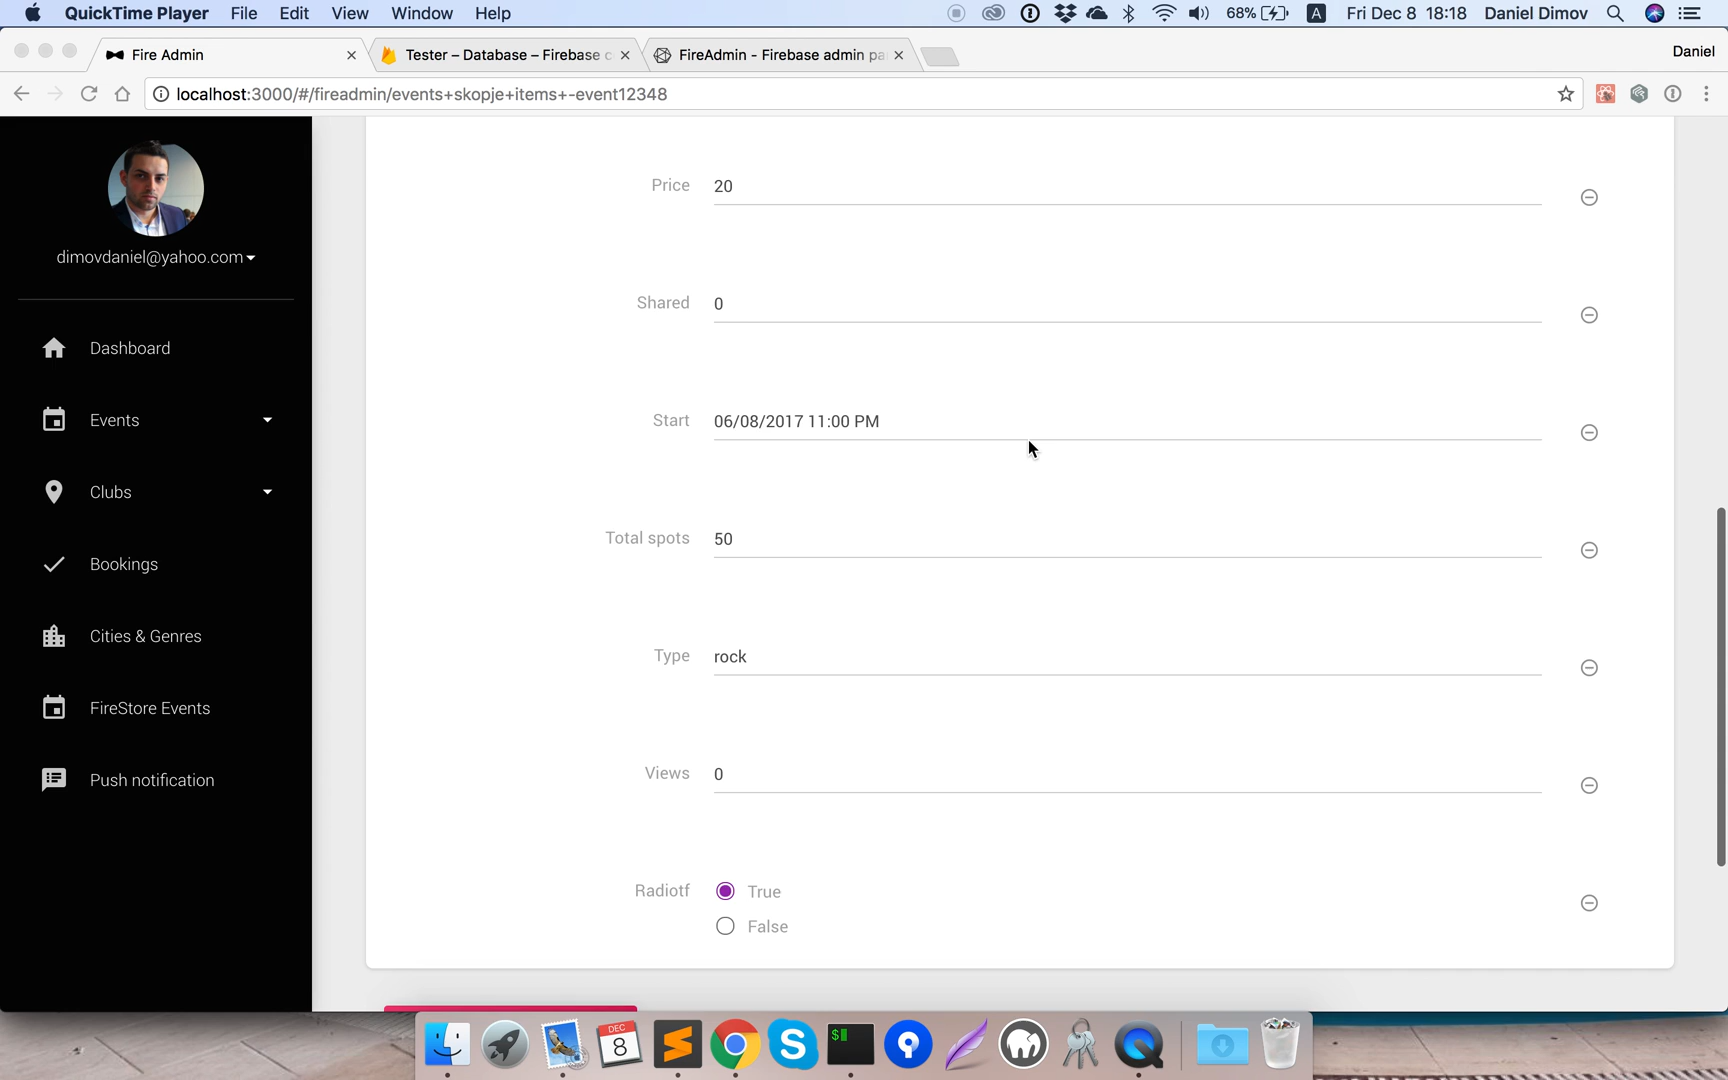 QuickTime Player File Edit View Window Help 68% A Fri Dec 8 18:18 Daniel Dimov
Fire Admin Tester – Database – Firebase c FireAdmin - Firebase admin pa Daniel
localhost:3000/#/fireadmin/events+skopje+items+-event12348
dimovdaniel@yahoo.com
Dashboard
Events
Clubs
Bookings
Cities & Genres
FireStore Events
Push notification
Price 20
Shared 0
Start 06/08/2017 11:00 PM
Total spots 50
Type rock
Views 0
Radiotf True
False
DEC
8
$